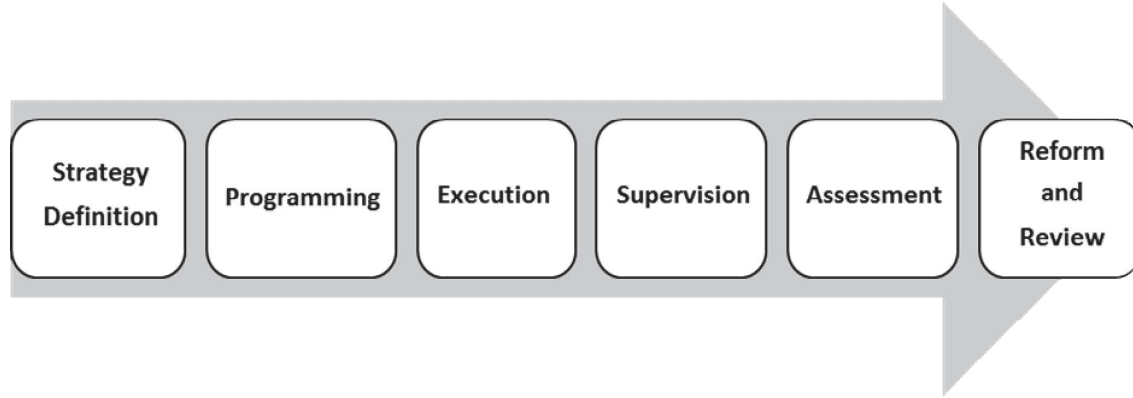 Strategy
Definition
Programming
Execution
Supervision
Assessment
Reform
and
Review